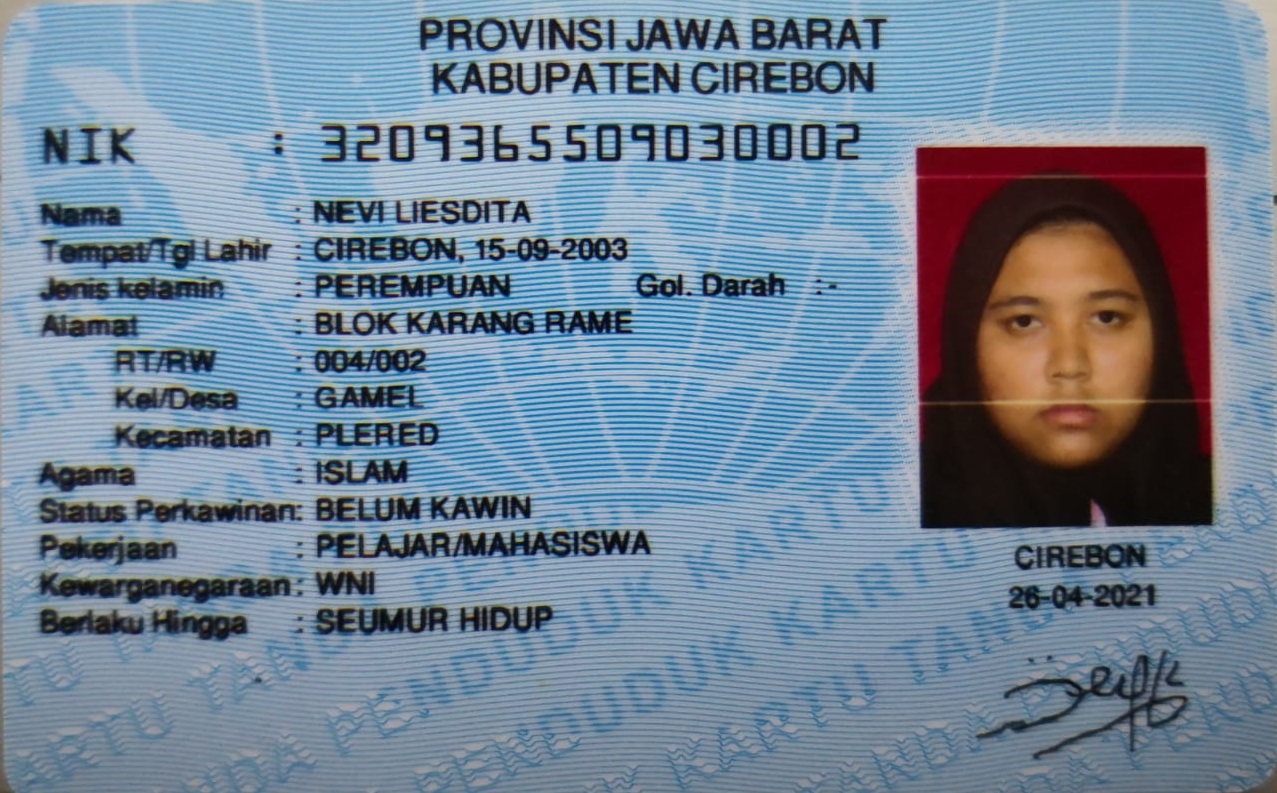 PROVINSI JAWA BARAT
KABUPATEN CIREBON
NIK : 3209365509030002
Nama : NEVI LIESDITA
Tempat/Tgl Lahir : CIREBON, 15-09-2003
Jenis kelamin : PEREMPUAN Gol. Darah :-
Alamat : BLOK KARANG RAME
RT/RW : 004/002
Kel/Desa : GAMEL
Kecamatan : PLERED
Agama : ISLAM
Status Perkawinan: BELUM KAWIN
Pekerjaan : PELAJAR/MAHASISWA
Kewarganegaraan: WNI
Berlaku Hingga : SEUMUR HIDUP
CIREBON
26-04-2021